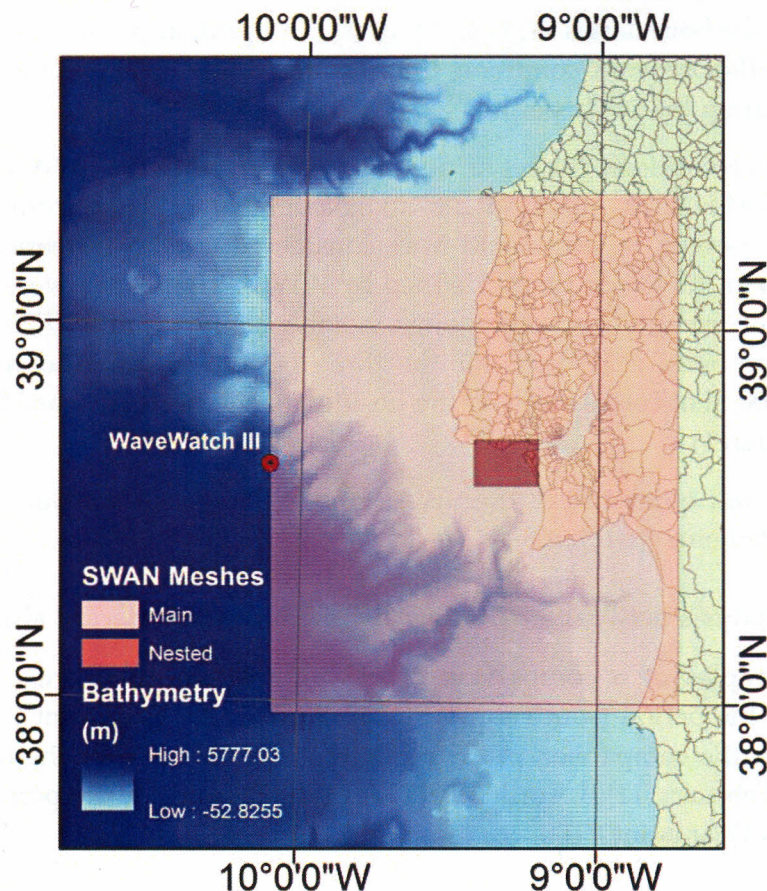 10°0'0"W 9°0'0"W
39°0'0"N
39°0'0"N
WaveWatch III
SWAN Meshes
Main
Nested
38°0'0"N
38°0'0"N
Bathymetry
(m)
High : 5777.03
Low : -52.8255
10°0'0"W 9°0'0"W